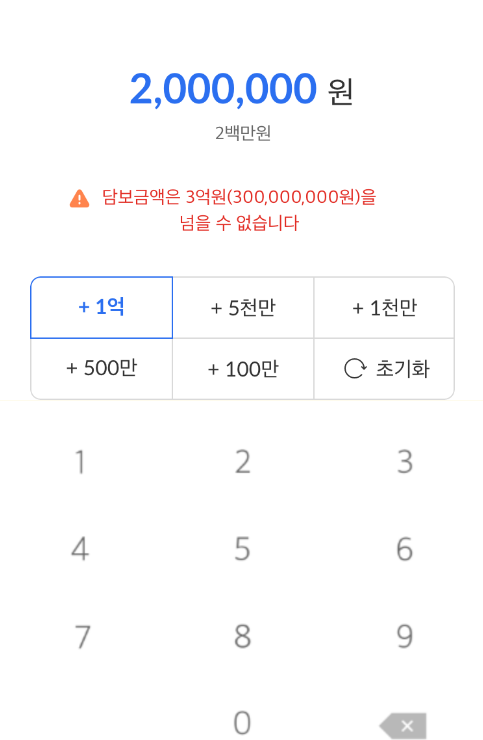 2,000,000 원
2백만원
담보금액은 3억원(300,000,000원)을
넘을 수 없습니다
+ 1억 + 5천만 + 1천만
+ 500만 + 100만 초기화
1 2 3
4 5 6
7 8 9
0